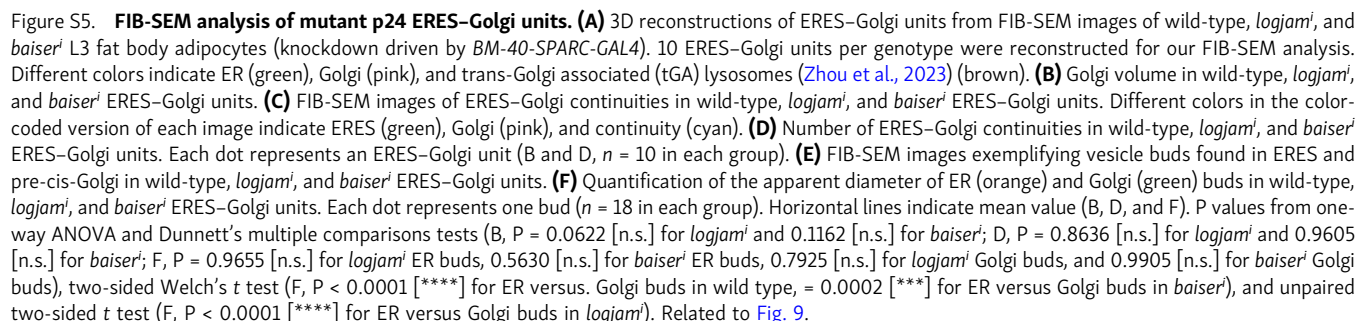 Figure S5. FIB-SEM analysis of mutant p24 ERES–Golgi units. (A) 3D reconstructions of ERES–Golgi units from FIB-SEM images of wild-type, logjamⁱ, and
baiserⁱ L3 fat body adipocytes (knockdown driven by BM-40-SPARC-GAL4). 10 ERES–Golgi units per genotype were reconstructed for our FIB-SEM analysis.
Different colors indicate ER (green), Golgi (pink), and trans-Golgi associated (tGA) lysosomes (Zhou et al., 2023) (brown). (B) Golgi volume in wild-type, logjamⁱ,
and baiserⁱ ERES–Golgi units. (C) FIB-SEM images of ERES–Golgi continuities in wild-type, logjamⁱ, and baiserⁱ ERES–Golgi units. Different colors in the color-
coded version of each image indicate ERES (green), Golgi (pink), and continuity (cyan). (D) Number of ERES–Golgi continuities in wild-type, logjamⁱ, and baiserⁱ
ERES–Golgi units. Each dot represents an ERES–Golgi unit (B and D, n = 10 in each group). (E) FIB-SEM images exemplifying vesicle buds found in ERES and
pre-cis-Golgi in wild-type, logjamⁱ, and baiserⁱ ERES–Golgi units. (F) Quantification of the apparent diameter of ER (orange) and Golgi (green) buds in wild-type,
logjamⁱ, and baiserⁱ ERES–Golgi units. Each dot represents one bud (n = 18 in each group). Horizontal lines indicate mean value (B, D, and F). P values from one-
way ANOVA and Dunnett's multiple comparisons tests (B, P = 0.0622 [n.s.] for logjamⁱ and 0.1162 [n.s.] for baiserⁱ; D, P = 0.8636 [n.s.] for logjamⁱ and 0.9605
[n.s.] for baiserⁱ; F, P = 0.9655 [n.s.] for logjamⁱ ER buds, 0.5630 [n.s.] for baiserⁱ ER buds, 0.7925 [n.s.] for logjamⁱ Golgi buds, and 0.9905 [n.s.] for baiserⁱ Golgi
buds), two-sided Welch's t test (F, P < 0.0001 [****] for ER versus. Golgi buds in wild type, = 0.0002 [***] for ER versus Golgi buds in baiserⁱ), and unpaired
two-sided t test (F, P < 0.0001 [****] for ER versus Golgi buds in logjamⁱ). Related to Fig. 9.